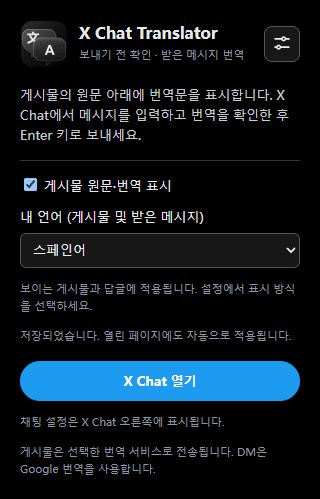 X Chat Translator
보내기 전 확인 · 받은 메시지 번역
게시물의 원문 아래에 번역문을 표시합니다. X
Chat에서 메시지를 입력하고 번역을 확인한 후
Enter 키로 보내세요.
게시물 원문·번역 표시
내 언어 (게시물 및 받은 메시지)
스페인어
보이는 게시물과 답글에 적용됩니다. 설정에서 표시 방식
을 선택하세요.
저장되었습니다. 열린 페이지에도 자동으로 적용됩니다.
X Chat 열기
채팅 설정은 X Chat 오른쪽에 표시됩니다.
게시물은 선택한 번역 서비스로 전송됩니다. DM은
Google 번역을 사용합니다.